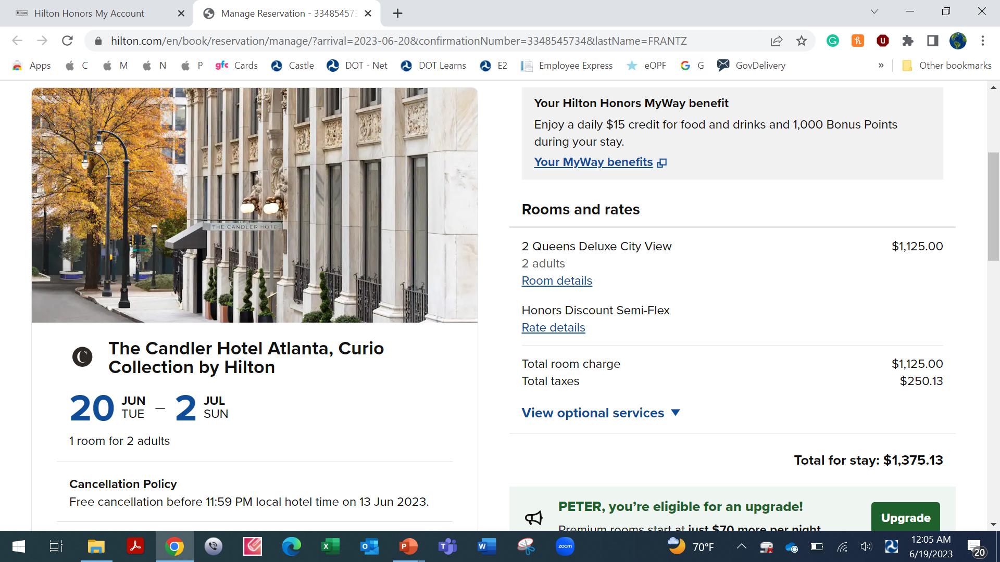 Hilton Honors My Account
Manage Reservation - 334854573
hilton.com/en/book/reservation/manage/?arrival=2023-06-20&confirmationNumber=3348545734&lastName=FRANTZ
Apps C M N P gfc Cards Castle DOT - Net DOT Learns E2 Employee Express eOPF G GovDelivery » Other bookmarks
THE CANDLER HOTEL
The Candler Hotel Atlanta, Curio
Collection by Hilton
20 JUN TUE – 2 JUL SUN
1 room for 2 adults
Cancellation Policy
Free cancellation before 11:59 PM local hotel time on 13 Jun 2023.
Your Hilton Honors MyWay benefit
Enjoy a daily $15 credit for food and drinks and 1,000 Bonus Points
during your stay.
Your MyWay benefits
Rooms and rates
2 Queens Deluxe City View $1,125.00
2 adults
Room details
Honors Discount Semi-Flex
Rate details
Total room charge $1,125.00
Total taxes $250.13
View optional services
Total for stay: $1,375.13
PETER, you're eligible for an upgrade!
Premium rooms start at just $70 more per night
Upgrade
zoom
70°F
12:05 AM
6/19/2023
20